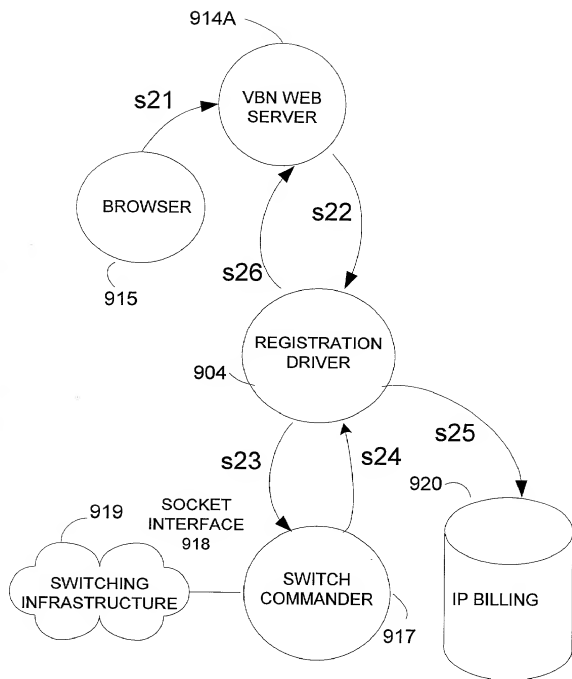 914A
VBN WEB
SERVER
s21
BROWSER
s22
s26
915
REGISTRATION
DRIVER
904
s25
s23
s24
920
SOCKET
INTERFACE
918
919
SWITCHING
INFRASTRUCTURE
SWITCH
COMMANDER
IP BILLING
917